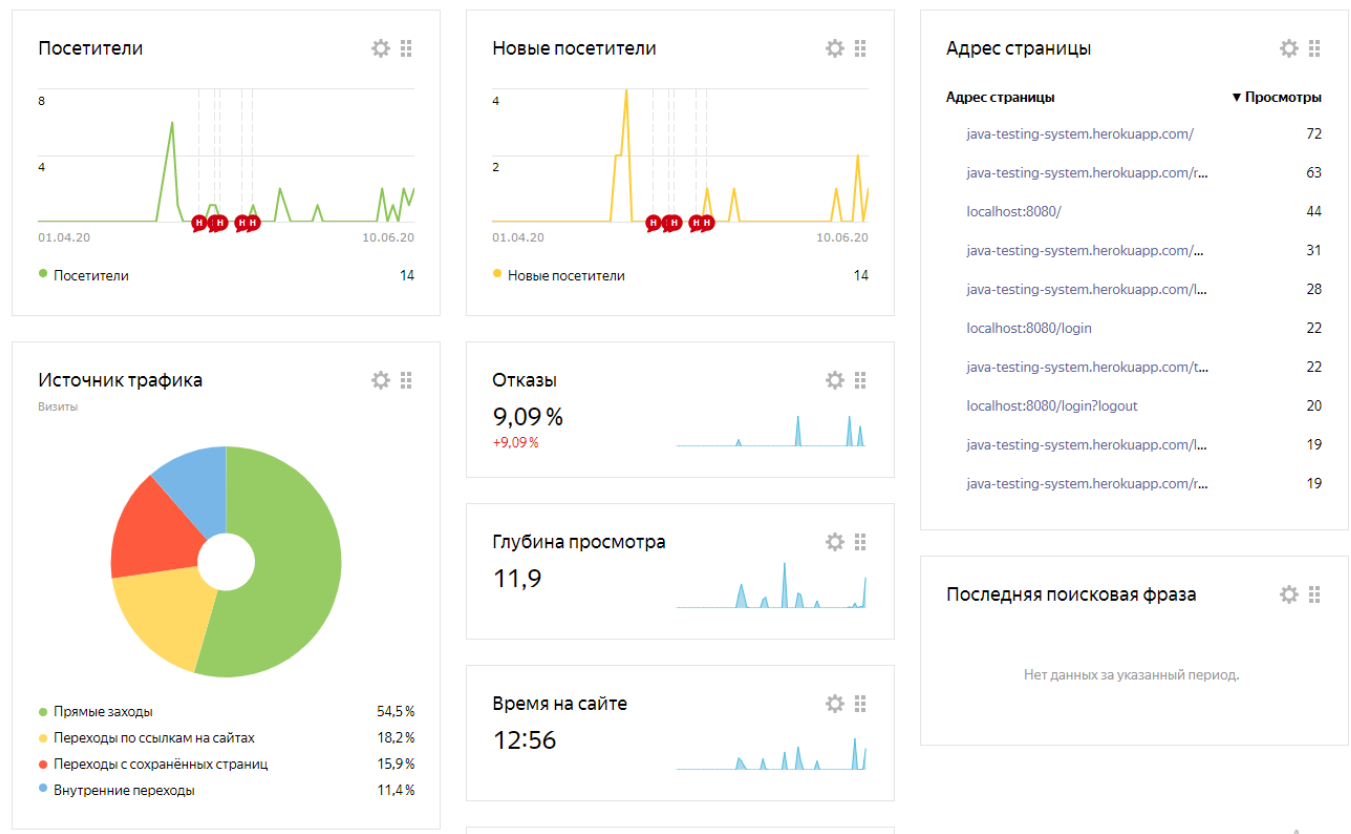 Посетители
8
4
Н
Н
Н
Н
01.04.20
10.06.20
Посетители 14
Новые посетители
4
2
Н
Н
Н
Н
01.04.20
10.06.20
Новые посетители 14
Адрес страницы
Адрес страницы ▼ Просмотры
java-testing-system.herokuapp.com/ 72
java-testing-system.herokuapp.com/r... 63
localhost:8080/ 44
java-testing-system.herokuapp.com/... 31
java-testing-system.herokuapp.com/l... 28
localhost:8080/login 22
java-testing-system.herokuapp.com/t... 22
localhost:8080/login?logout 20
java-testing-system.herokuapp.com/l... 19
java-testing-system.herokuapp.com/r... 19
Источник трафика
Визиты
Прямые заходы 54,5 %
Переходы по ссылкам на сайтах 18,2 %
Переходы с сохранённых страниц 15,9 %
Внутренние переходы 11,4 %
Отказы
9,09 %
+9,09 %
Глубина просмотра
11,9
Время на сайте
12:56
Последняя поисковая фраза
Нет данных за указанный период.